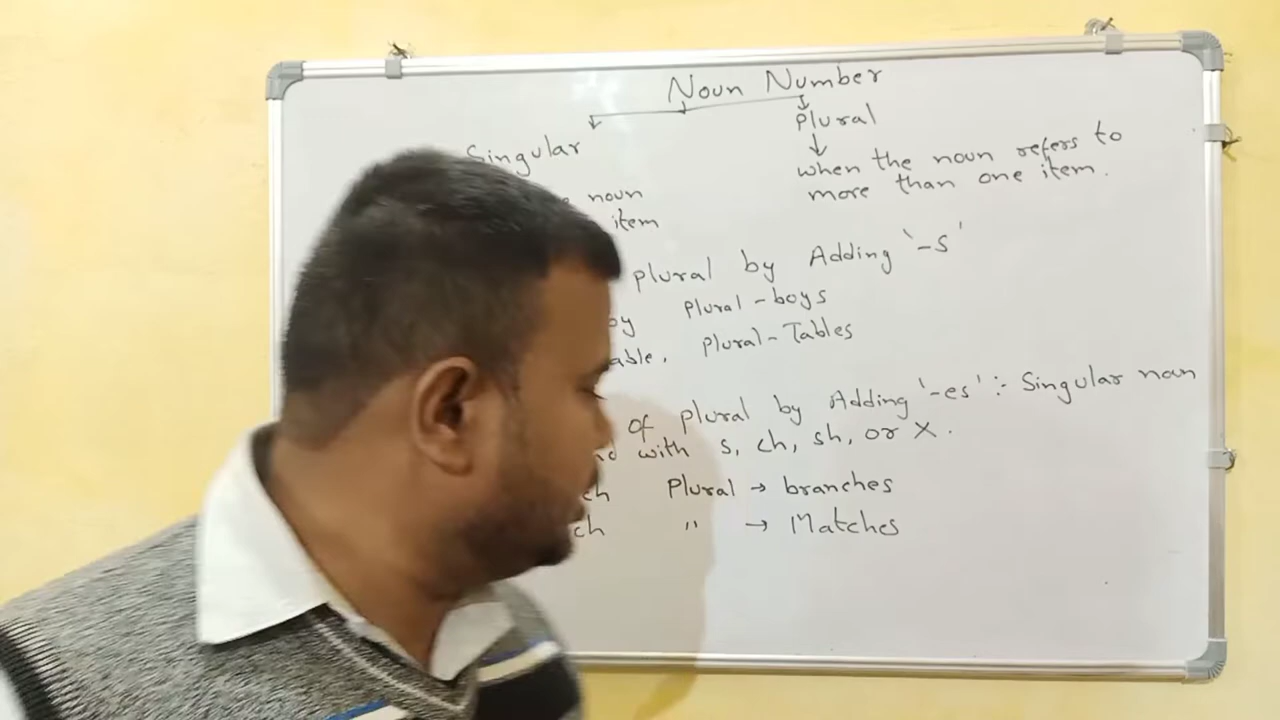 Noun Number
Singular
Plural
noun
item
when the noun refers to
more than one item.
plural by Adding '-s'
Plural-boys
Plural-Tables
of plural by Adding '-es' :- Singular noun
with s, ch, sh, or x.
Plural → branches
" → Matches